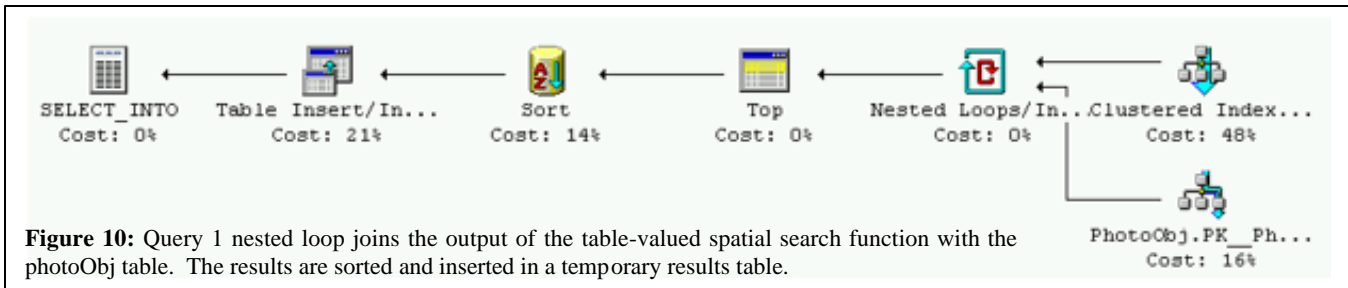 SELECT_INTO Table Insert/In... Sort Top Nested Loops/In...Clustered Index...
Cost: 0% Cost: 21% Cost: 14% Cost: 0% Cost: 0% Cost: 48%
PhotoObj.PK__Ph...
Cost: 16%
Figure 10: Query 1 nested loop joins the output of the table-valued spatial search function with the
photoObj table. The results are sorted and inserted in a temporary results table.